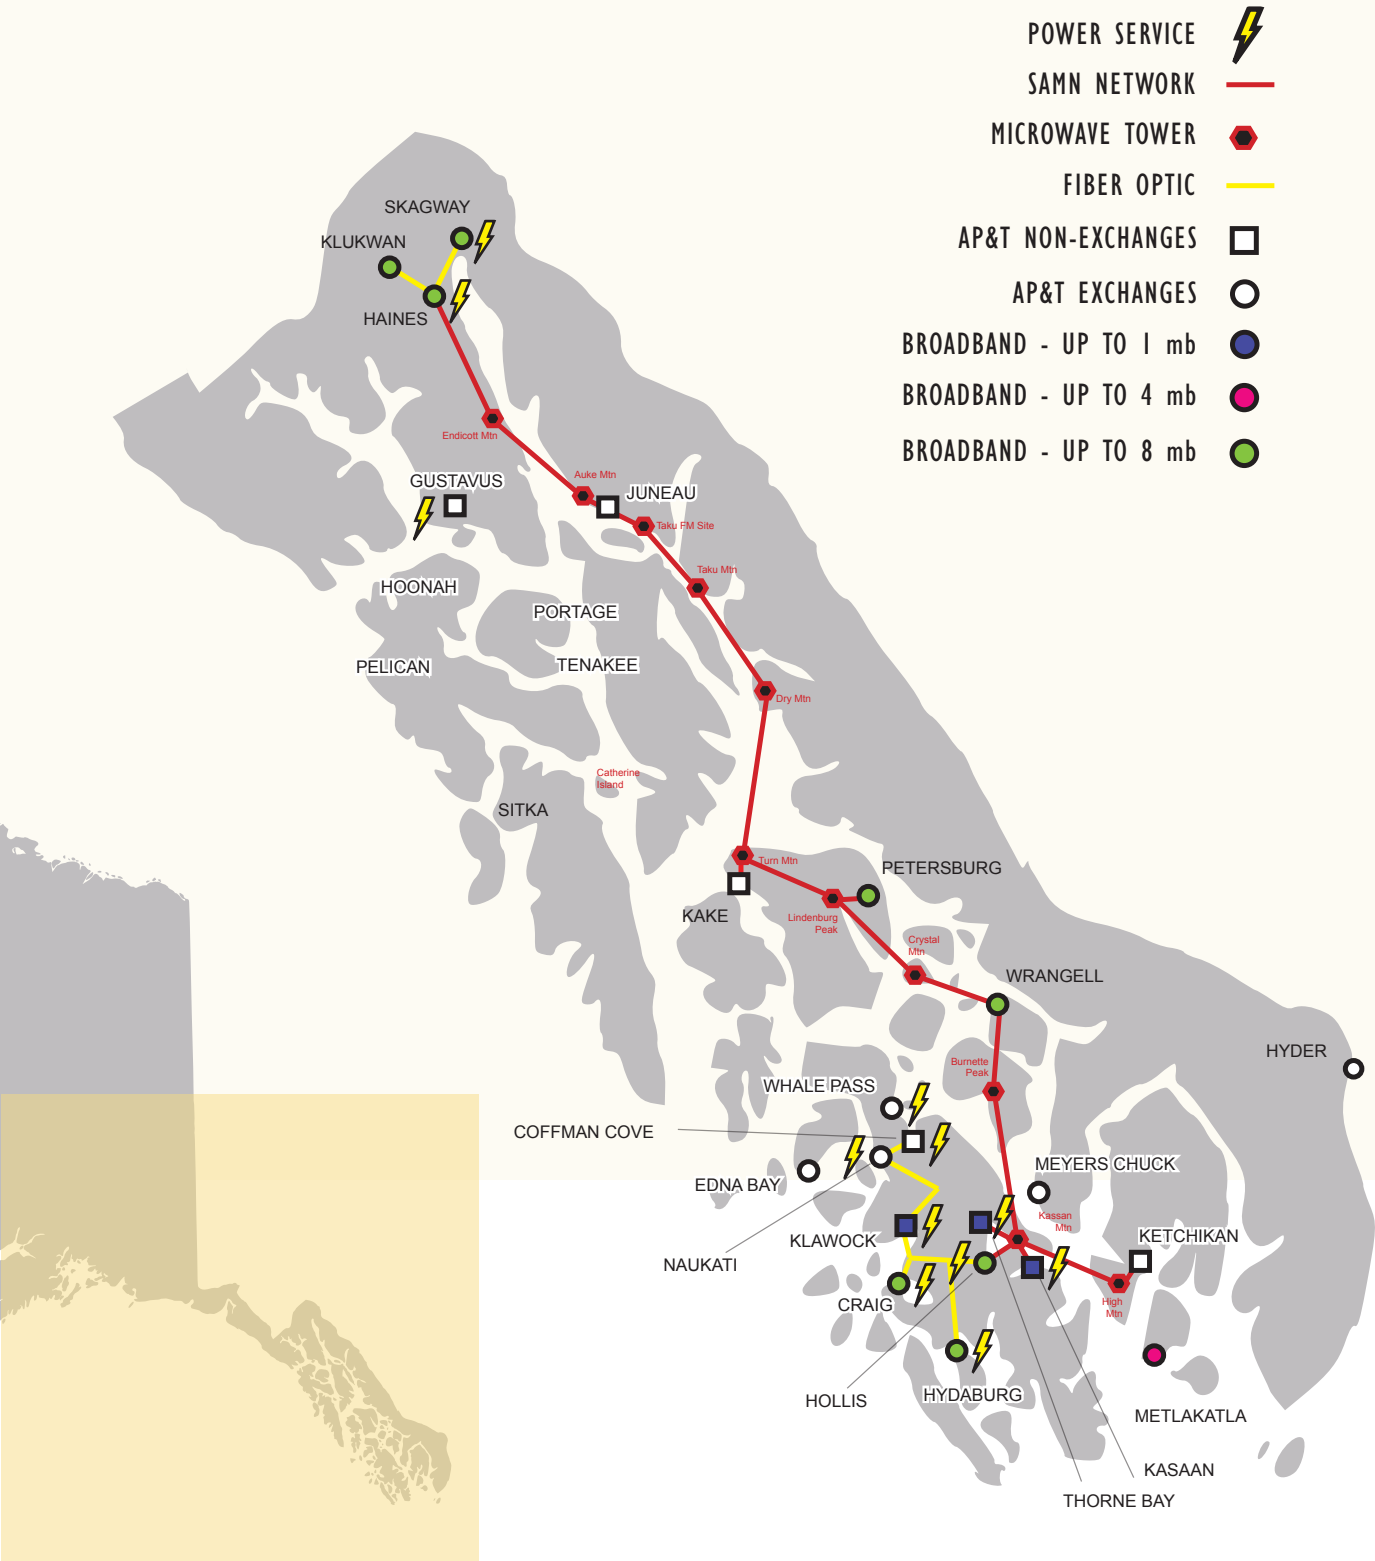 POWER SERVICE
SAMN NETWORK
MICROWAVE TOWER
FIBER OPTIC
AP&T NON-EXCHANGES
AP&T EXCHANGES
BROADBAND - UP TO 1 mb
BROADBAND - UP TO 4 mb
BROADBAND - UP TO 8 mb
SKAGWAY
KLUKWAN
HAINES
Endicott Mtn
Auke Mtn
GUSTAVUS
JUNEAU
Taku FM Site
Taku Mtn
HOONAH
PORTAGE
PELICAN
TENAKEE
Dry Mtn
Catherine
Island
SITKA
Turn Mtn
PETERSBURG
KAKE
Lindenburg
Peak
Crystal
Mtn
WRANGELL
HYDER
Burnette
Peak
WHALE PASS
COFFMAN COVE
MEYERS CHUCK
EDNA BAY
Kassan
Mtn
KLAWOCK
KETCHIKAN
NAUKATI
CRAIG
High
Mtn
HOLLIS
HYDABURG
METLAKATLA
KASAAN
THORNE BAY